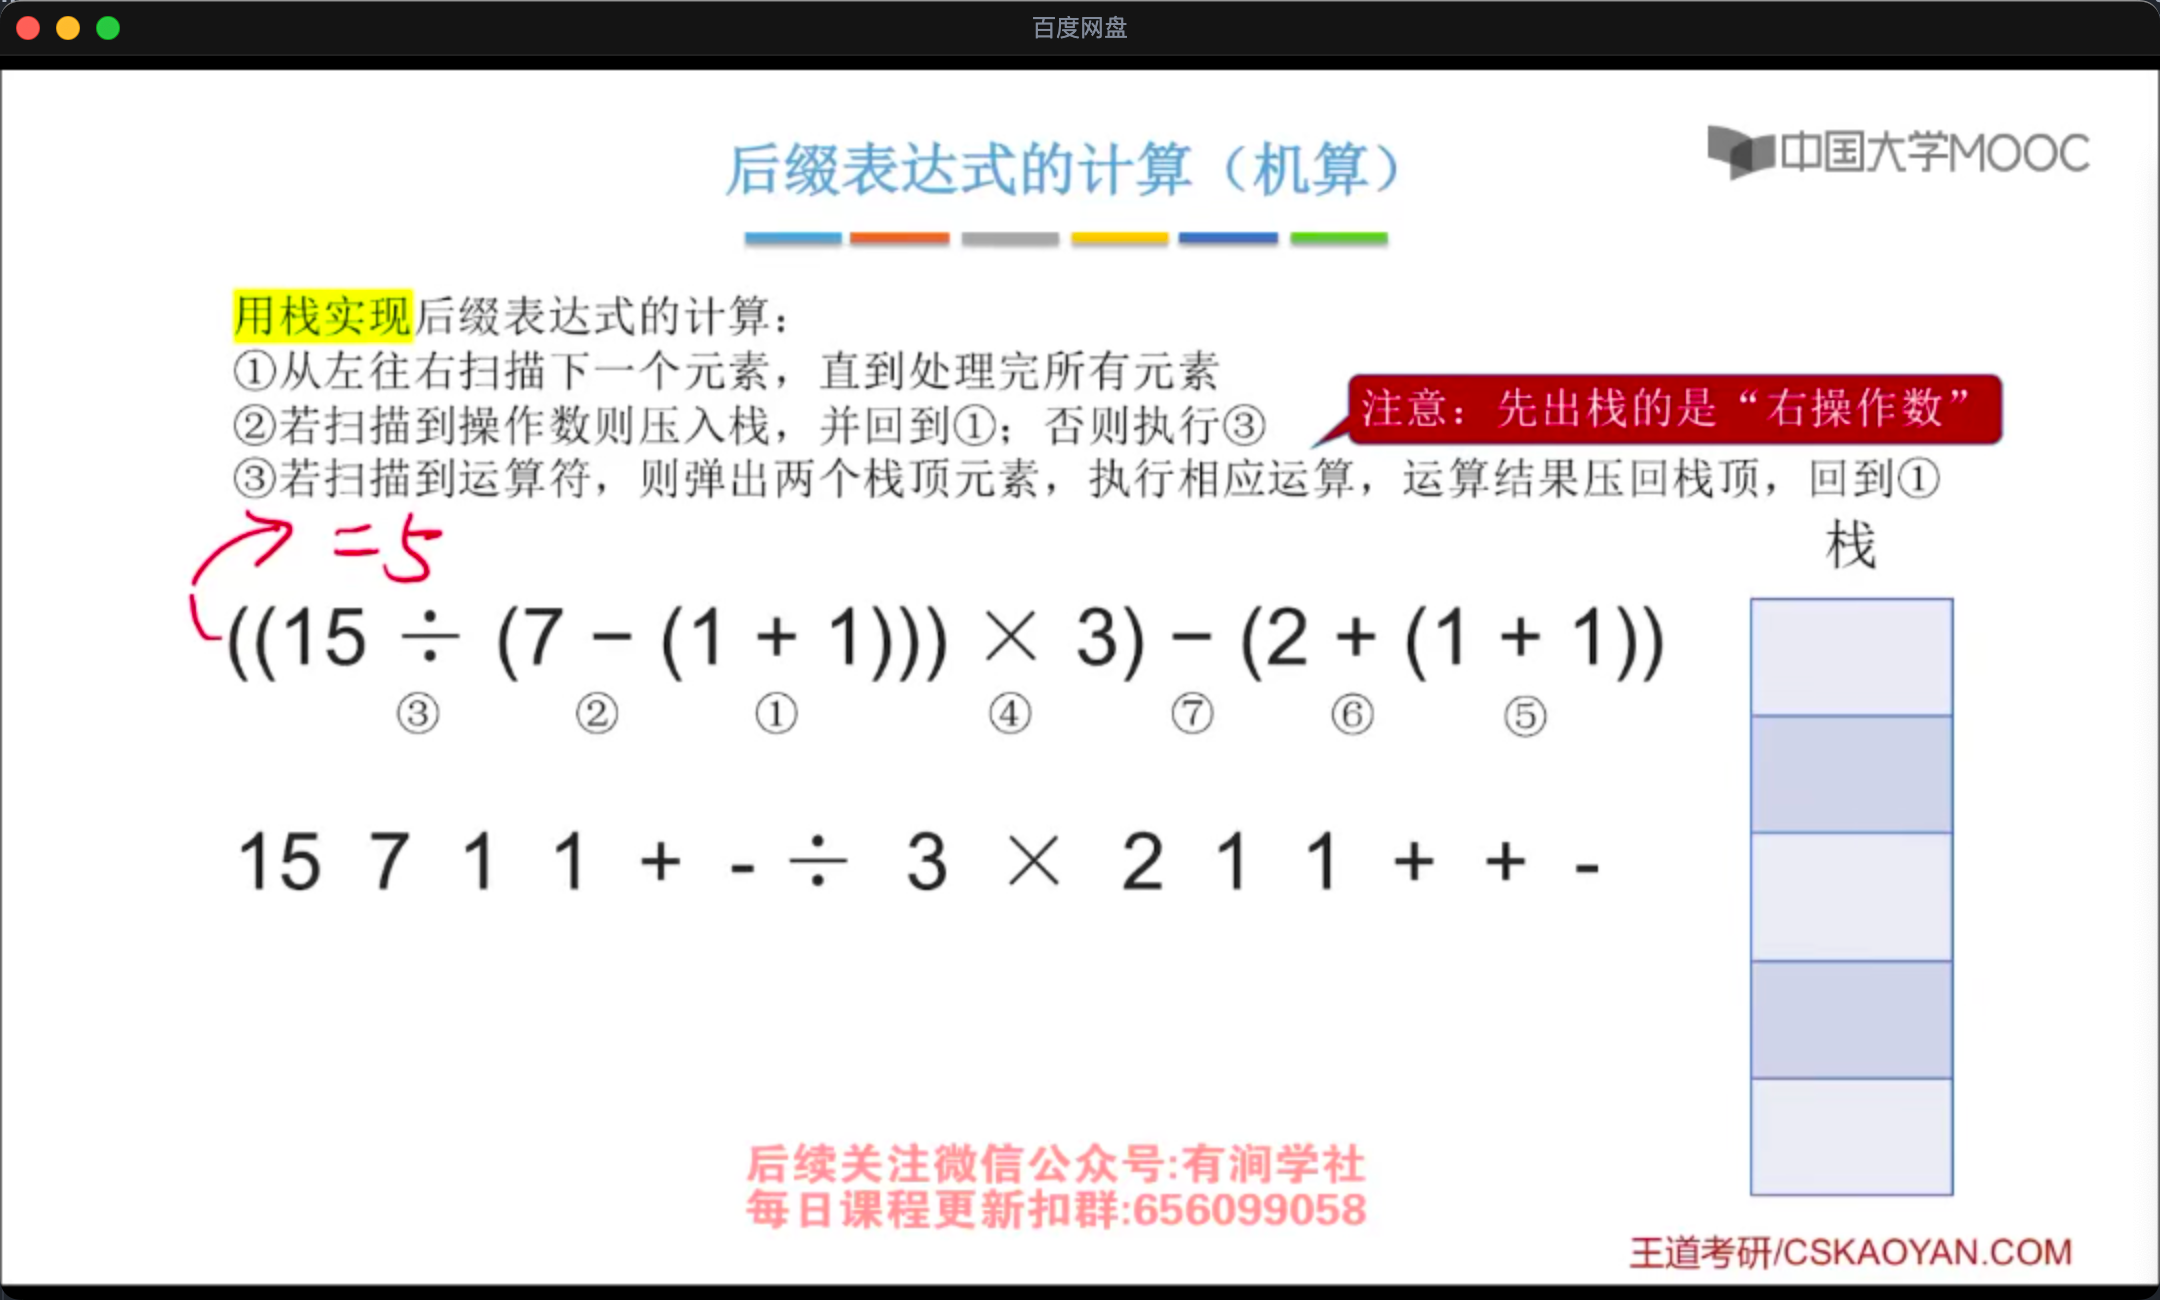 百度网盘
中国大学MOOC
后缀表达式的计算（机算）
用栈实现后缀表达式的计算：
①从左往右扫描下一个元素，直到处理完所有元素
注意：先出栈的是“右操作数”
②若扫描到操作数则压入栈，并回到①；否则执行③
③若扫描到运算符，则弹出两个栈顶元素，执行相应运算，运算结果压回栈顶，回到①
=5
栈
((15 ÷ (7 − (1 + 1))) × 3) − (2 + (1 + 1))
③ ② ① ④ ⑦ ⑥ ⑤
15 7 1 1 + - ÷ 3 × 2 1 1 + + -
后续关注微信公众号:有涧学社
每日课程更新扣群:656099058
王道考研/CSKAOYAN.COM